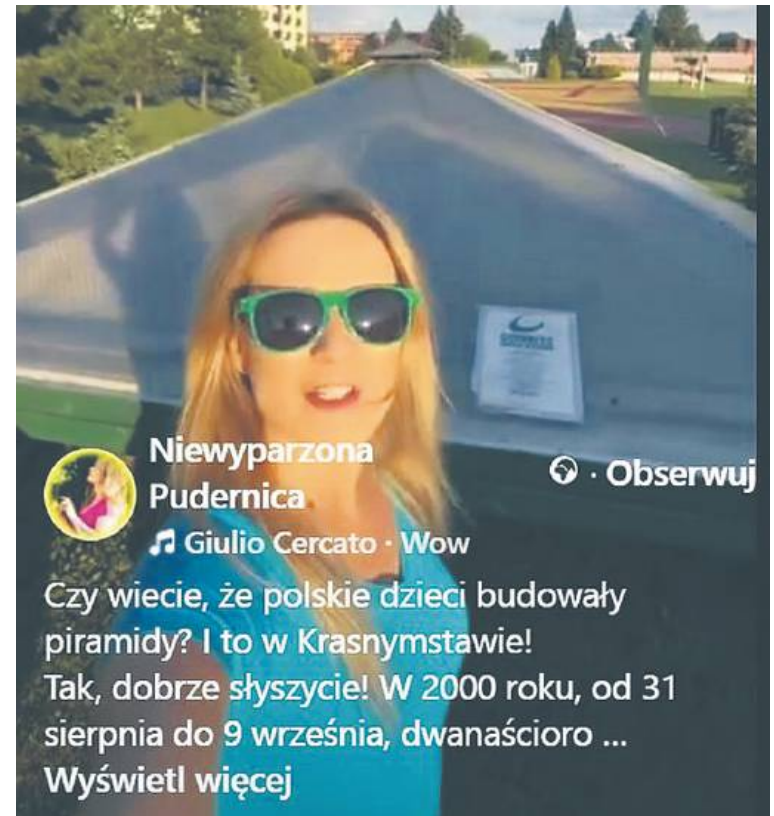 Niewyparzona
Pudernica
· Obserwuj
Giulio Cercato · Wow
Czy wiecie, że polskie dzieci budowały
piramidy? I to w Krasnymstawie!
Tak, dobrze słyszycie! W 2000 roku, od 31
sierpnia do 9 września, dwanaścioro ...
Wyświetl więcej